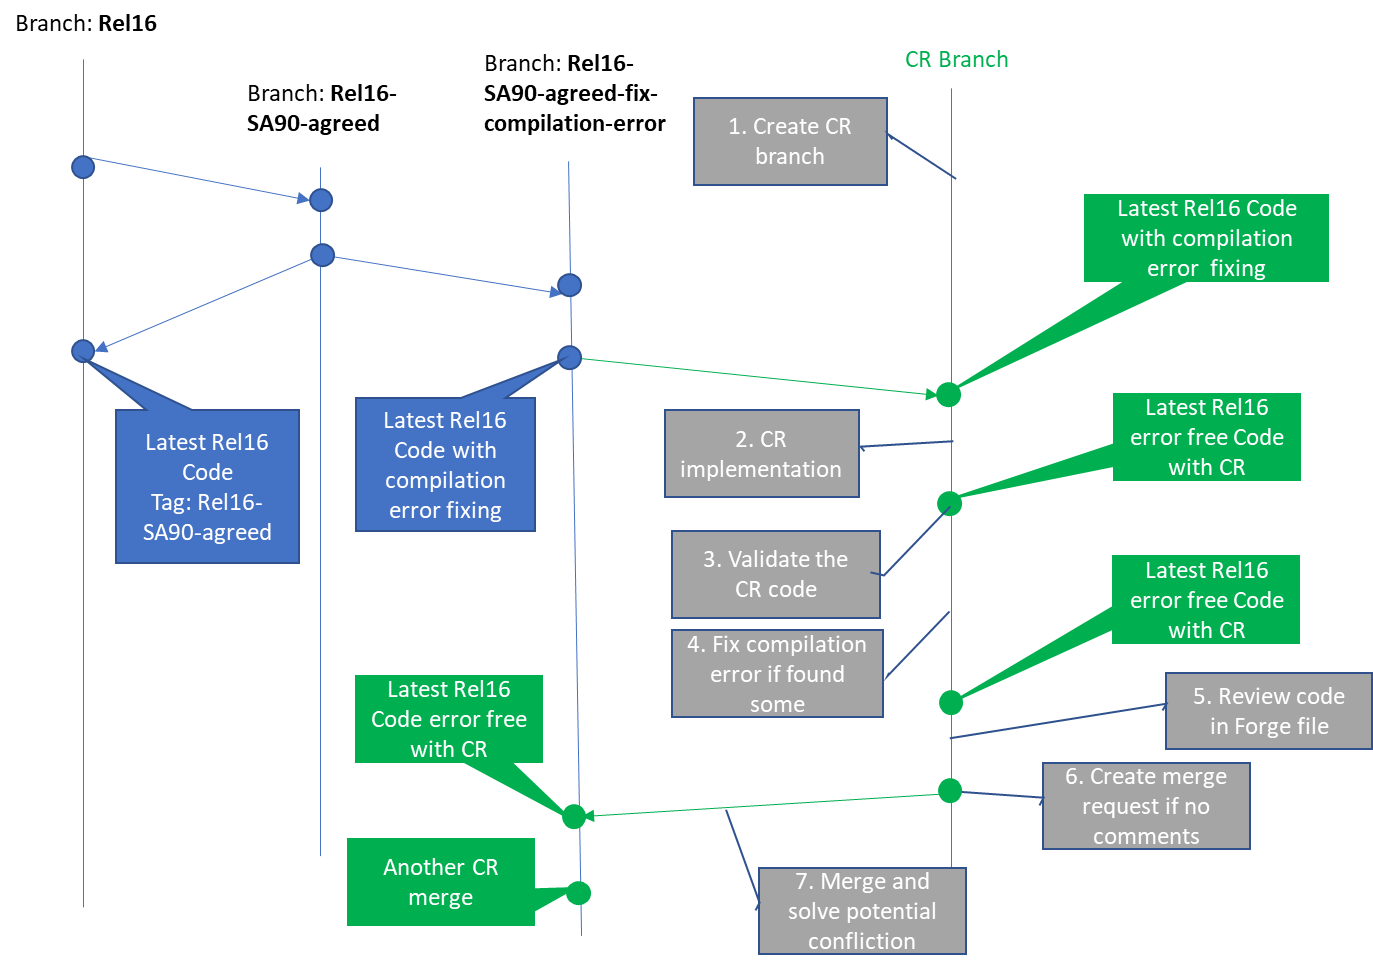 Branch: Rel16
Branch: Rel16-
SA90-agreed
Branch: Rel16-
SA90-agreed-fix-
compilation-error
CR Branch
1. Create CR
branch
Latest Rel16 Code
with compilation
error fixing
Latest Rel16
Code
Tag: Rel16-
SA90-agreed
Latest Rel16
Code with
compilation
error fixing
2. CR
implementation
Latest Rel16
error free Code
with CR
3. Validate the
CR code
4. Fix compilation
error if found
some
Latest Rel16
error free Code
with CR
5. Review code
in Forge file
Latest Rel16
Code error free
with CR
6. Create merge
request if no
comments
Another CR
merge
7. Merge and
solve potential
confliction